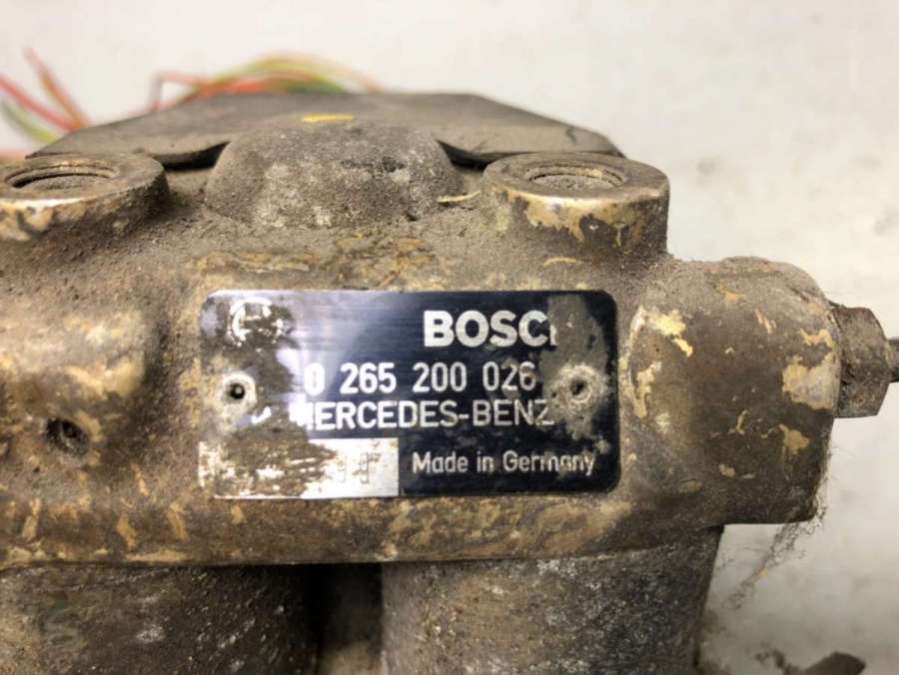 BOSCH
0 265 200 026
MERCEDES-BENZ
Made in Germany